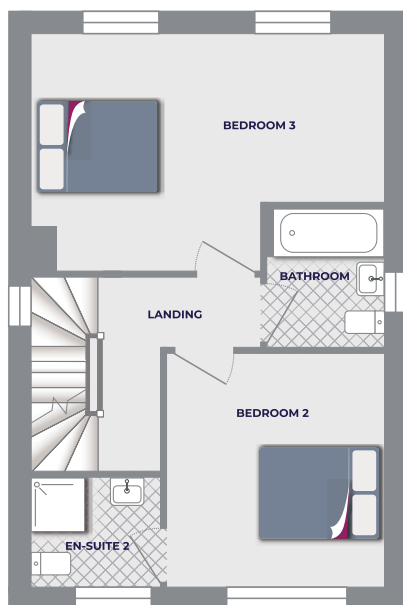 BEDROOM 3
BATHROOM
LANDING
BEDROOM 2
EN-SUITE 2